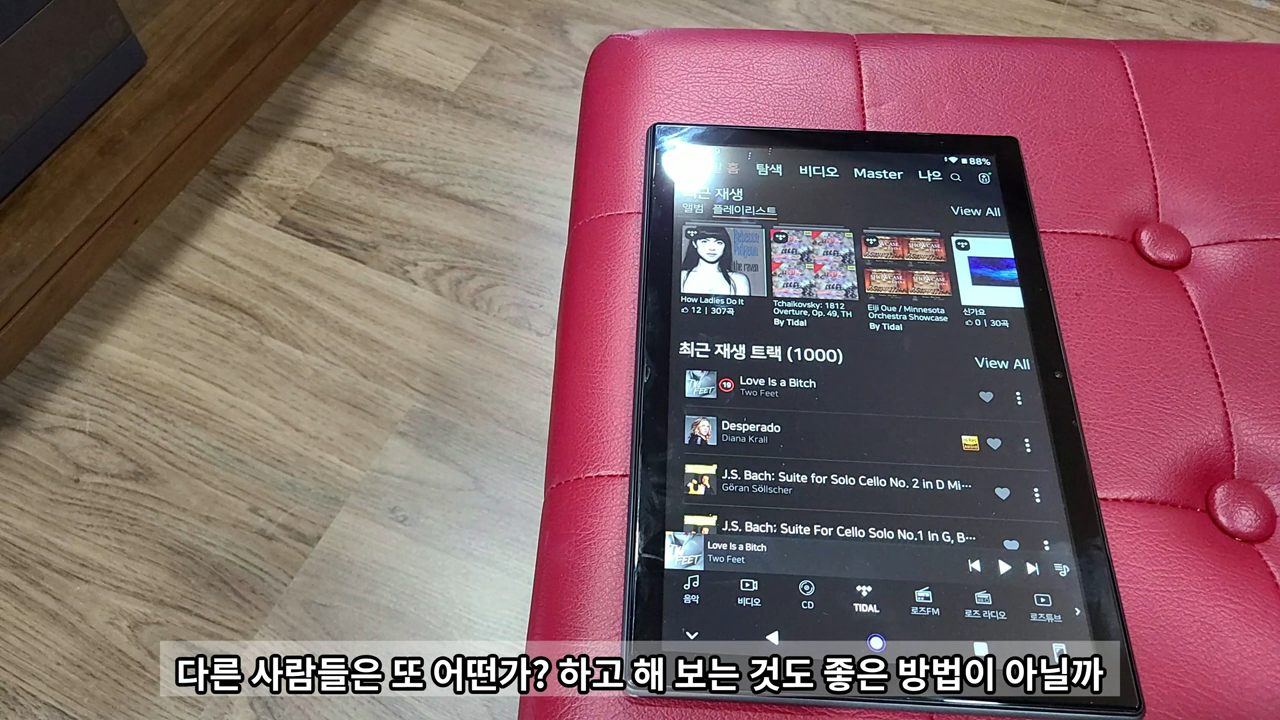 88%
홈 탐색 비디오 Master 나의
최근 재생
앨범 플레이리스트
View All
Rebecca Pidgeon
the raven
How Ladies Do It
12 | 307곡
Tchaikovsky: 1812 Overture, Op. 49, TH
By Tidal
Eiji Oue / Minnesota Orchestra Showcase
By Tidal
신가요
0 | 30곡
최근 재생 트랙 (1000)
View All
FEET
19
Love Is a Bitch
Two Feet
Desperado
Diana Krall
J.S. Bach: Suite for Solo Cello No. 2 in D Mi···
Göran Söllscher
J.S. Bach: Suite For Cello Solo No.1 In G, B···
Love Is a Bitch
Two Feet
음악 비디오 CD TIDAL 로즈FM 로즈 라디오 로즈튜브
다른 사람들은 또 어떤가? 하고 해 보는 것도 좋은 방법이 아닐까